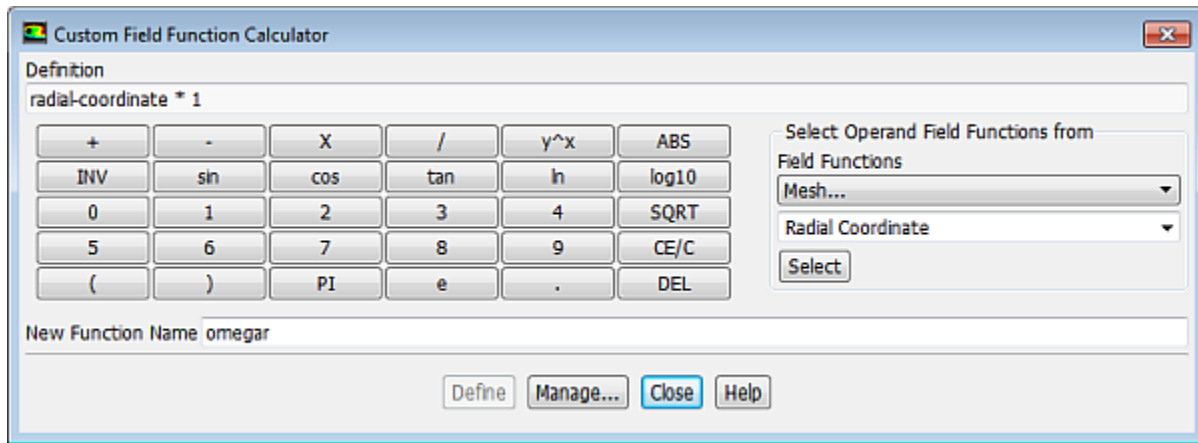 Custom Field Function Calculator
Definition
radial-coordinate * 1
+ - X / y^x ABS
INV sin cos tan ln log10
0 1 2 3 4 SQRT
5 6 7 8 9 CE/C
( ) PI e . DEL
Select Operand Field Functions from
Field Functions
Mesh...
Radial Coordinate
Select
New Function Name omegar
Define Manage... Close Help